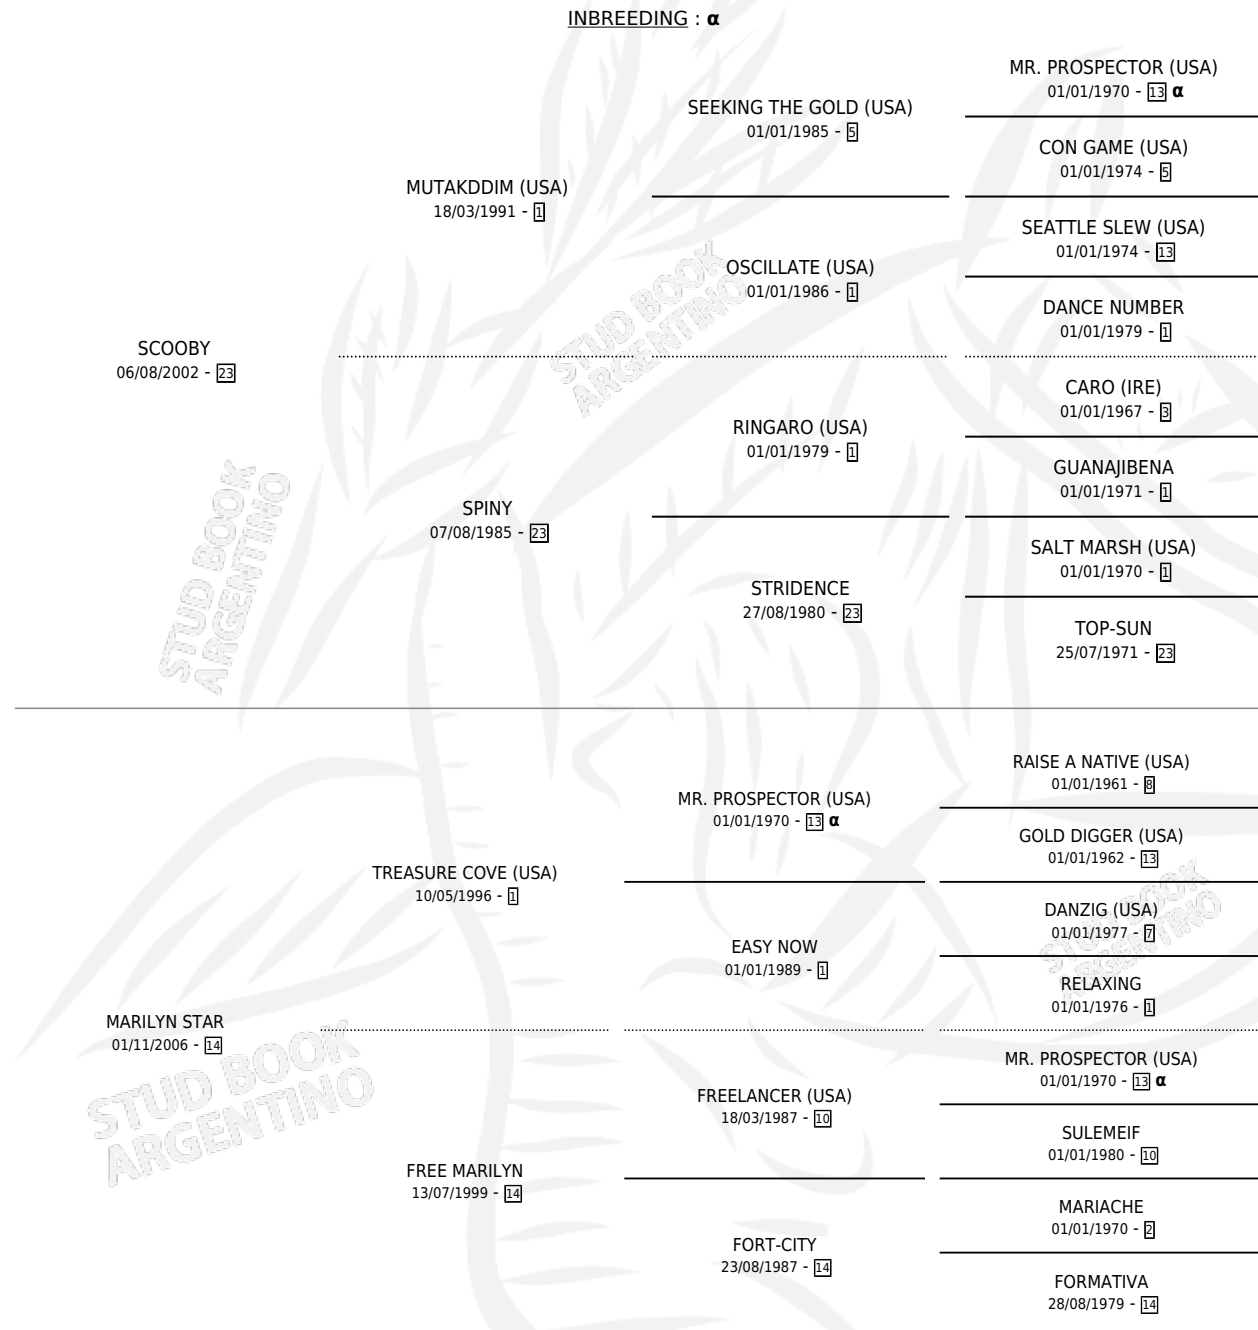 INBREEDING : α
MR. PROSPECTOR (USA)
01/01/1970 - 13 α
SEEKING THE GOLD (USA)
01/01/1985 - 5
CON GAME (USA)
01/01/1974 - 5
MUTAKDDIM (USA)
18/03/1991 - 1
SEATTLE SLEW (USA)
01/01/1974 - 13
OSCILLATE (USA)
01/01/1986 - 1
DANCE NUMBER
01/01/1979 - 1
SCOOBY
06/08/2002 - 23
CARO (IRE)
01/01/1967 - 3
RINGARO (USA)
01/01/1979 - 1
GUANAJIBENA
01/01/1971 - 1
SPINY
07/08/1985 - 23
SALT MARSH (USA)
01/01/1970 - 1
STRIDENCE
27/08/1980 - 23
TOP-SUN
25/07/1971 - 23
RAISE A NATIVE (USA)
01/01/1961 - 8
MR. PROSPECTOR (USA)
01/01/1970 - 13 α
GOLD DIGGER (USA)
01/01/1962 - 13
TREASURE COVE (USA)
10/05/1996 - 1
DANZIG (USA)
01/01/1977 - 7
EASY NOW
01/01/1989 - 1
RELAXING
01/01/1976 - 1
MARILYN STAR
01/11/2006 - 14
MR. PROSPECTOR (USA)
01/01/1970 - 13 α
FREELANCER (USA)
18/03/1987 - 10
SULEMEIF
01/01/1980 - 10
FREE MARILYN
13/07/1999 - 14
MARIACHE
01/01/1970 - 2
FORT-CITY
23/08/1987 - 14
FORMATIVA
28/08/1979 - 14
STUD BOOK
ARGENTINO
STUD BOOK
ARGENTINO
STUD BOOK
ARGENTINO
STUD BOOK
ARGENTINO